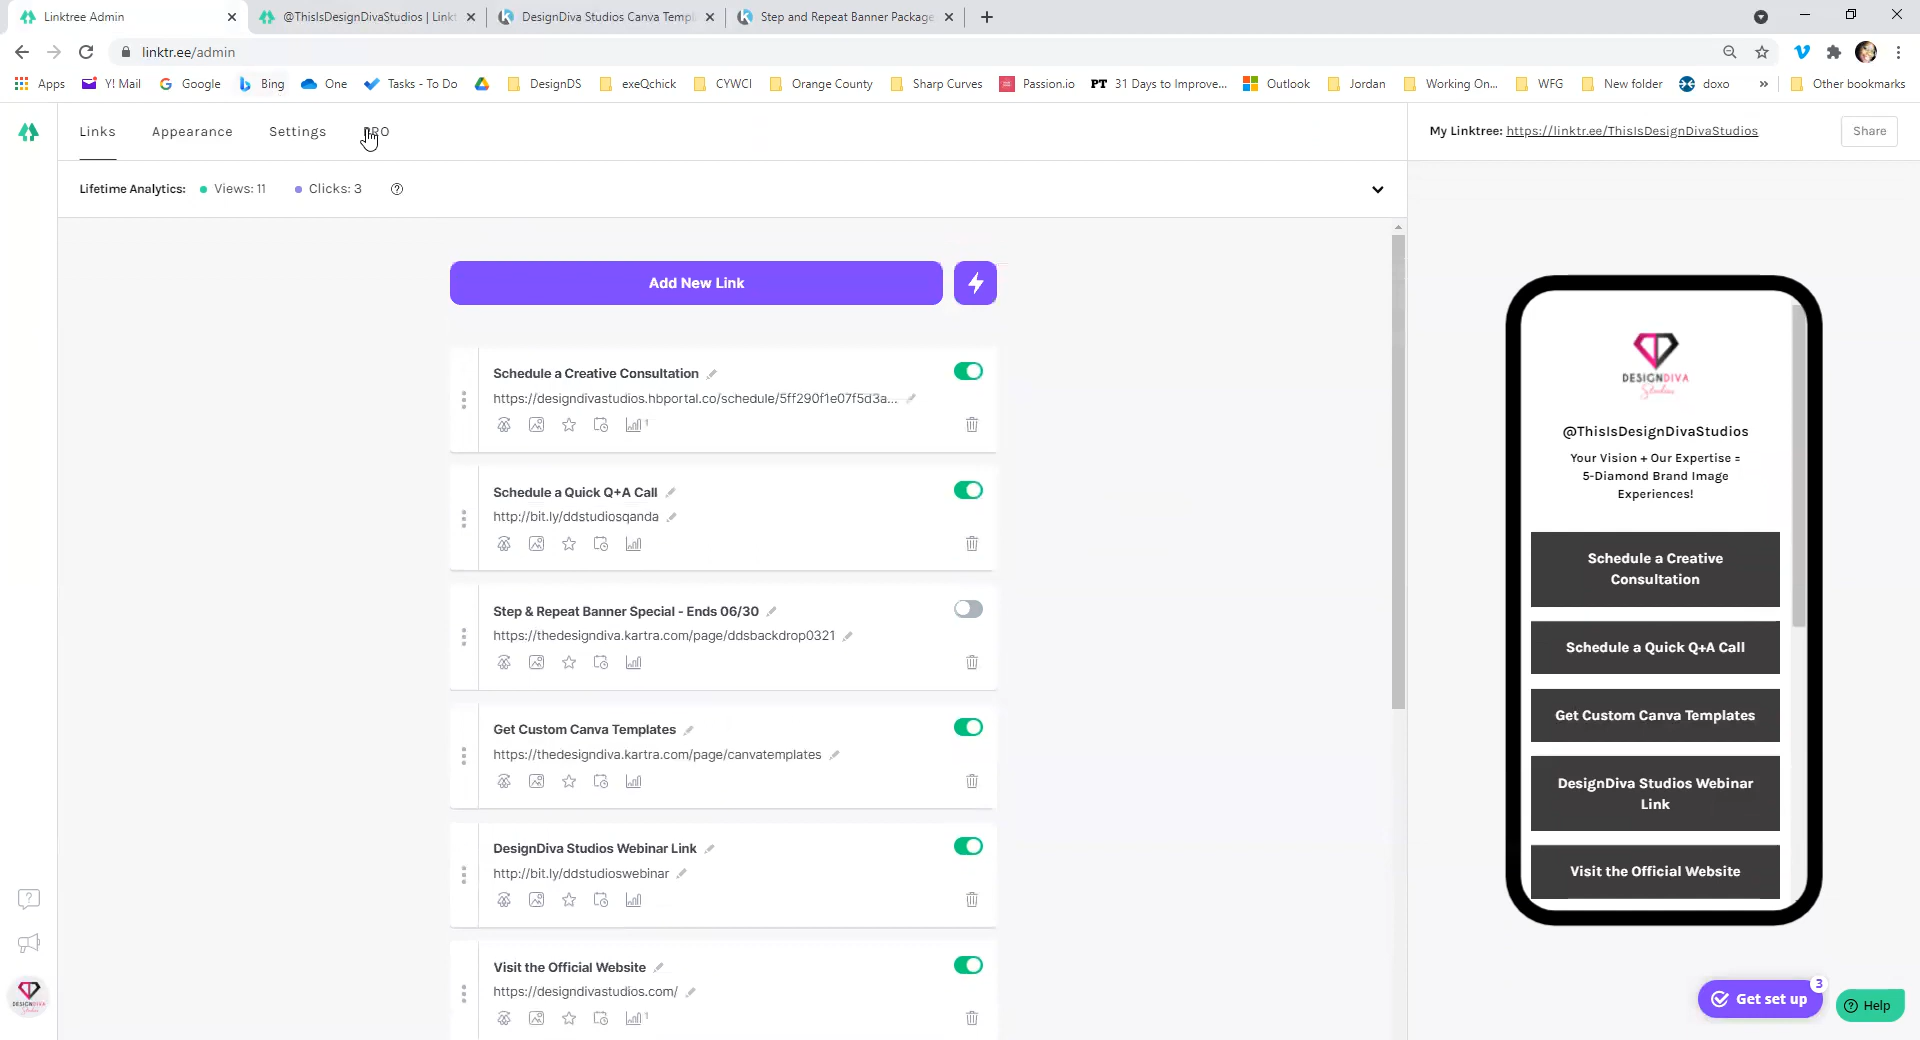 Linktree Admin
@ThisIsDesignDivaStudios | Linkt
DesignDiva Studios Canva Templ
Step and Repeat Banner Package
linktr.ee/admin
Apps
Y! Mail
Google
Bing
One
Tasks - To Do
DesignDS
exeQchick
CYWCI
Orange County
Sharp Curves
Passion.io
PT 31 Days to Improve...
Outlook
Jordan
Working On...
WFG
New folder
doxo
»
Other bookmarks
Links
Appearance
Settings
PRO
My Linktree: https://linktr.ee/ThisIsDesignDivaStudios
Share
Lifetime Analytics:
Views: 11
Clicks: 3
Add New Link
Schedule a Creative Consultation
https://designdivastudios.hbportal.co/schedule/5ff290f1e07f5d3a...
1
Schedule a Quick Q+A Call
http://bit.ly/ddstudiosqanda
Step & Repeat Banner Special - Ends 06/30
https://thedesigndiva.kartra.com/page/ddsbackdrop0321
Get Custom Canva Templates
https://thedesigndiva.kartra.com/page/canvatemplates
DesignDiva Studios Webinar Link
http://bit.ly/ddstudioswebinar
Visit the Official Website
https://designdivastudios.com/
1
DESIGNDIVA
Studios
@ThisIsDesignDivaStudios
Your Vision + Our Expertise =
5-Diamond Brand Image
Experiences!
Schedule a Creative
Consultation
Schedule a Quick Q+A Call
Get Custom Canva Templates
DesignDiva Studios Webinar
Link
Visit the Official Website
DESIGNDIVA
Studios
Get set up
3
Help